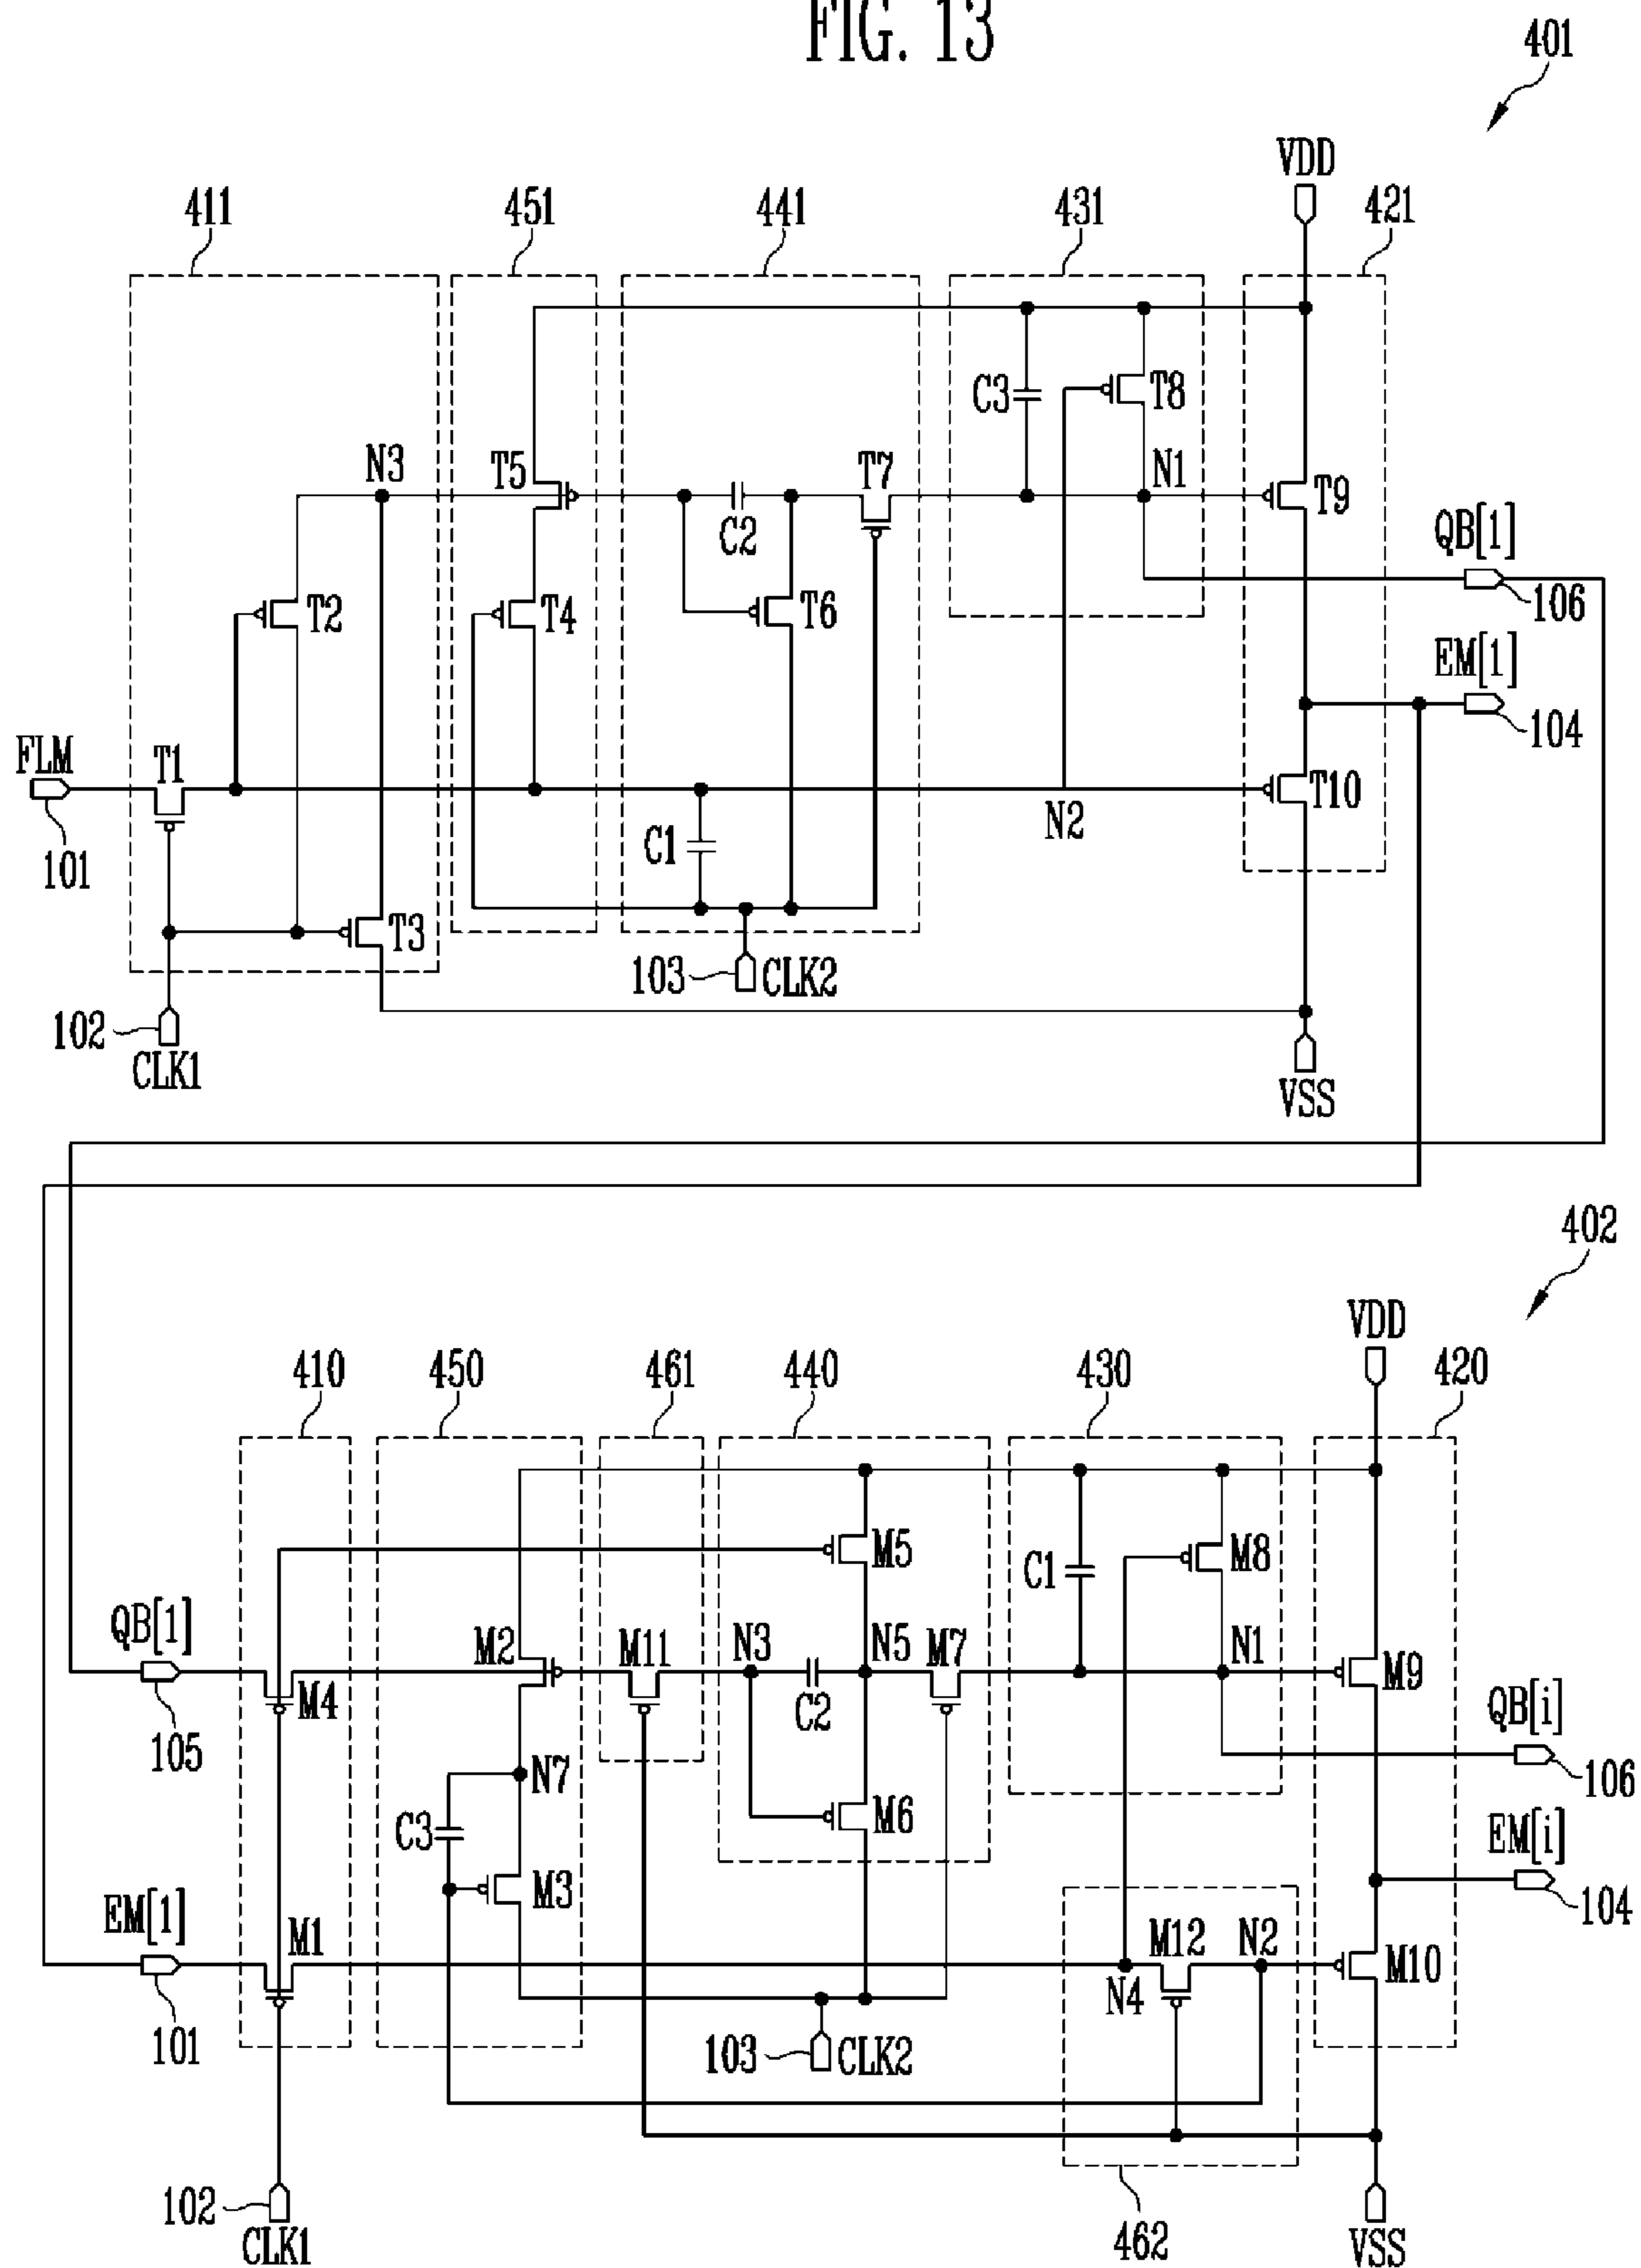 FIG. 13
401
VDD
411
451
441
431
421
C3
T8
N3
T5
T7
N1
T9
C2
QB[1]
T2
T4
T6
106
EM[1]
104
FLM
T1
T10
N2
C1
101
T3
103
CLK2
102
CLK1
VSS
402
VDD
410
450
461
440
430
420
M5
C1
M8
QB[1]
M2
M11
N3
N5
M7
N1
M9
M4
C2
QB[i]
105
N7
106
C3
M6
EM[i]
M3
104
EM[1]
M1
M12
N2
M10
N4
101
103
CLK2
102
CLK1
462
VSS